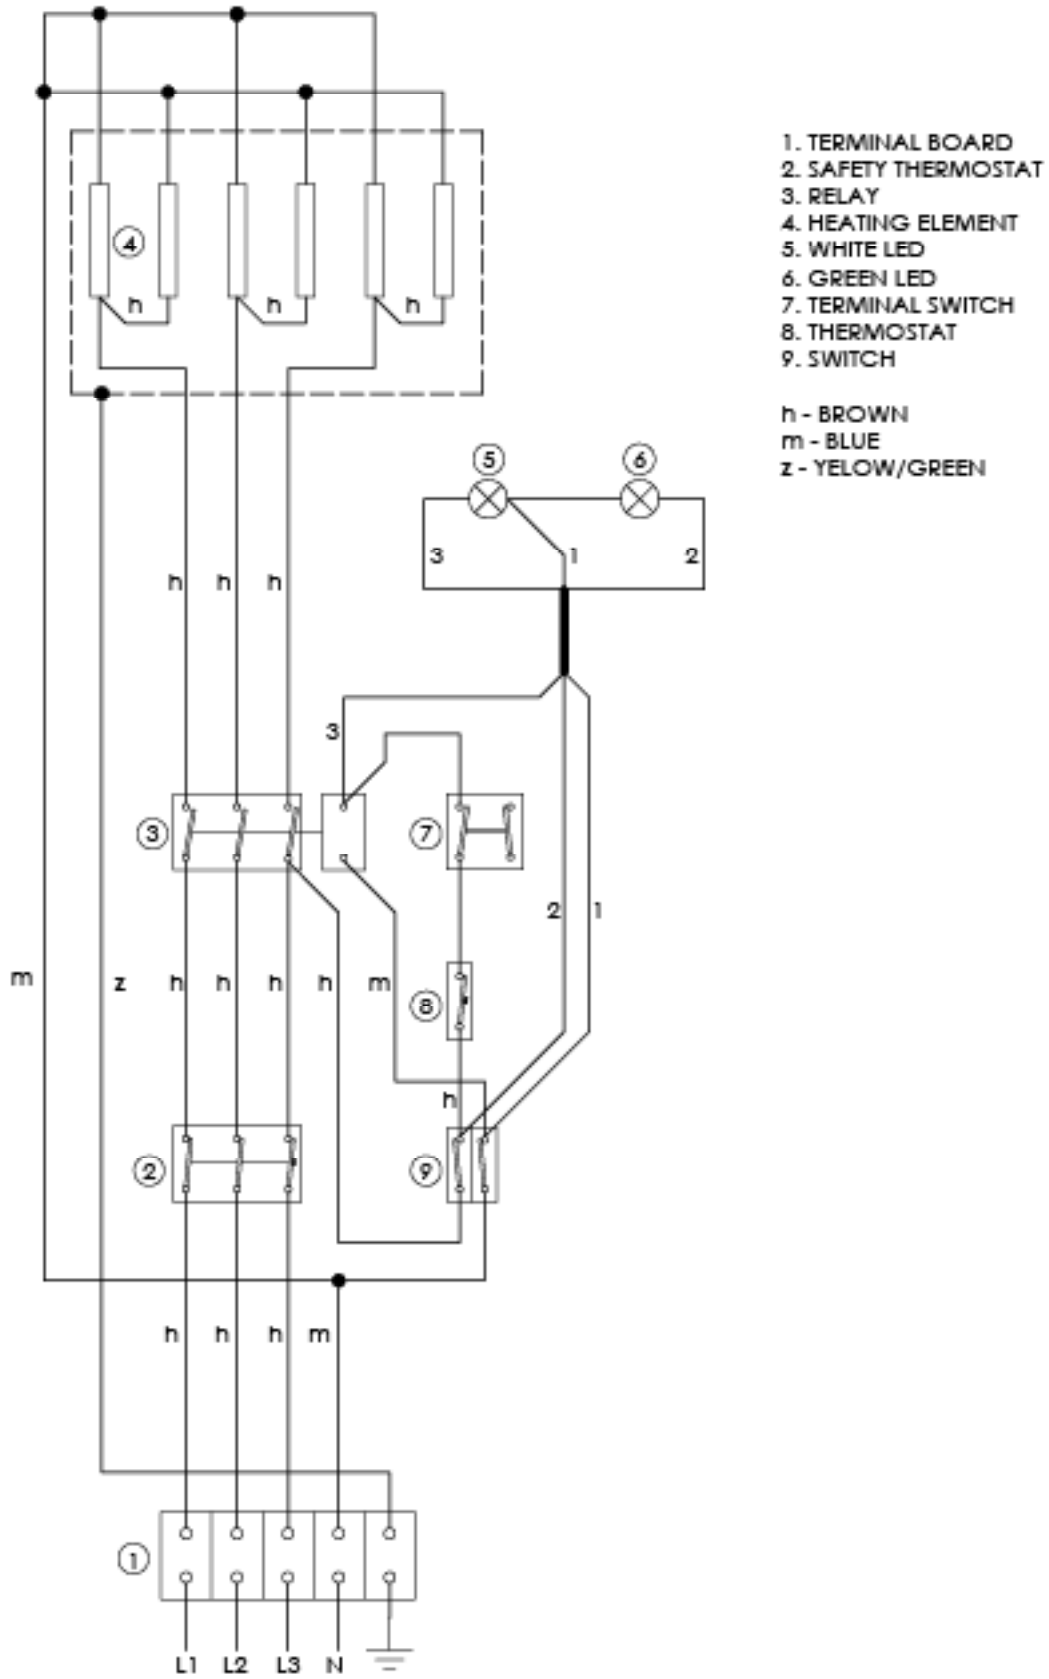 1. TERMINAL BOARD
2. SAFETY THERMOSTAT
3. RELAY
4. HEATING ELEMENT
5. WHITE LED
6. GREEN LED
7. TERMINAL SWITCH
8. THERMOSTAT
9. SWITCH
h - BROWN
m - BLUE
z - YELOW/GREEN
4
h h h
5 6
3 1 2
h h h
3
3 7
2 1
m z h h h h m
8
h
2 9
h h h m
1
L1 L2 L3 N